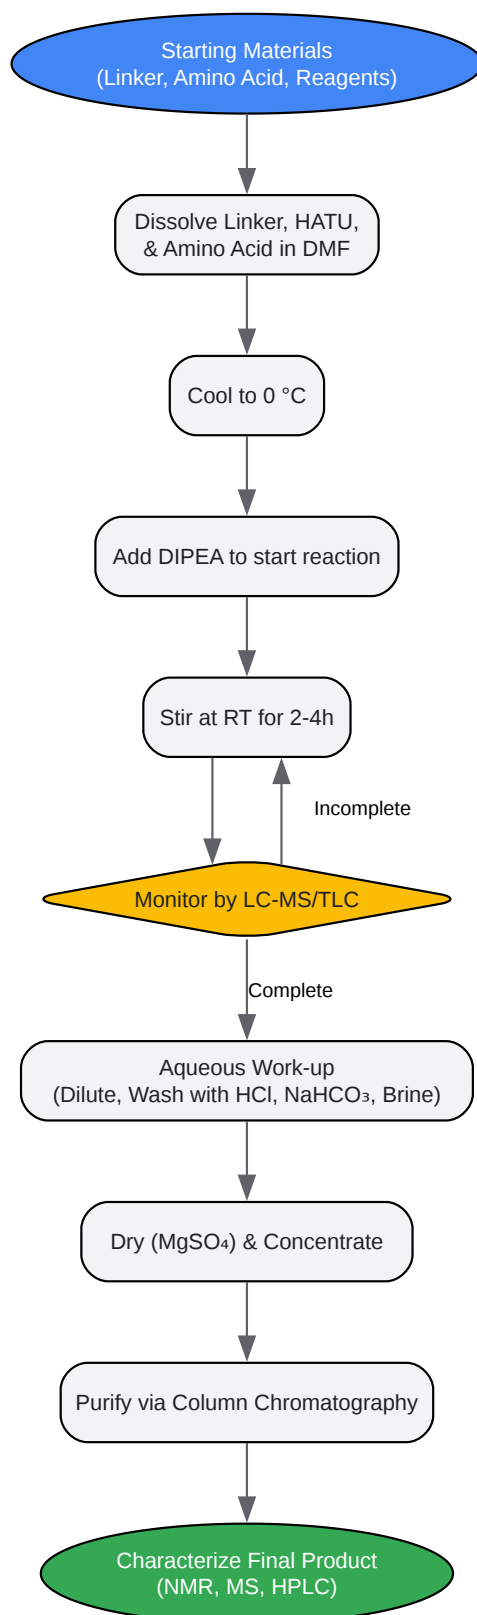 Starting Materials
(Linker, Amino Acid, Reagents)
Dissolve Linker, HATU,
& Amino Acid in DMF
Cool to 0 °C
Add DIPEA to start reaction
Stir at RT for 2-4h
Incomplete
Monitor by LC-MS/TLC
Complete
Aqueous Work-up
(Dilute, Wash with HCl, NaHCO₃, Brine)
Dry (MgSO₄) & Concentrate
Purify via Column Chromatography
Characterize Final Product
(NMR, MS, HPLC)